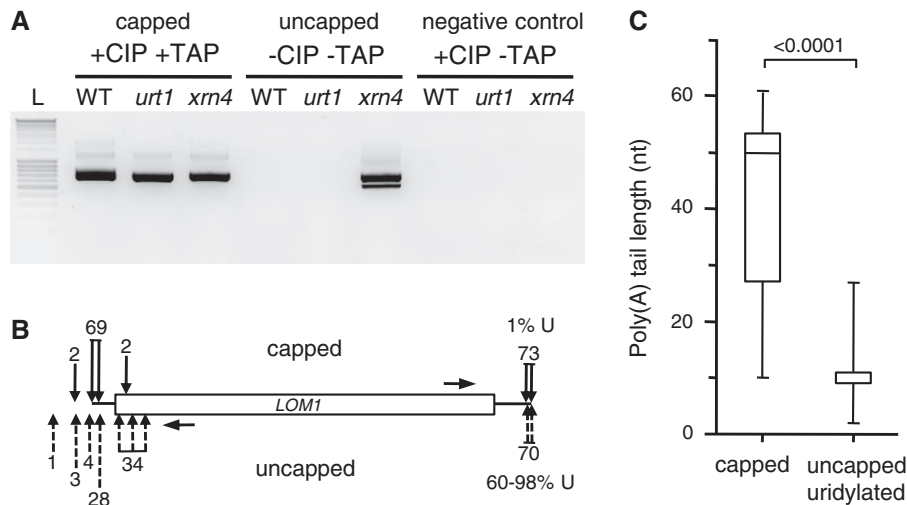 A
capped
uncapped
negative control
+CIP +TAP
-CIP -TAP
+CIP -TAP
L
WT
urt1
xrn4
WT
urt1
xrn4
WT
urt1
xrn4
B
69
2
2
capped
1% U
73
LOM1
1
3
4
28
34
uncapped
70
60-98% U
C
<0.0001
Poly(A) tail length (nt)
60
40
20
0
capped
uncapped
uridylated